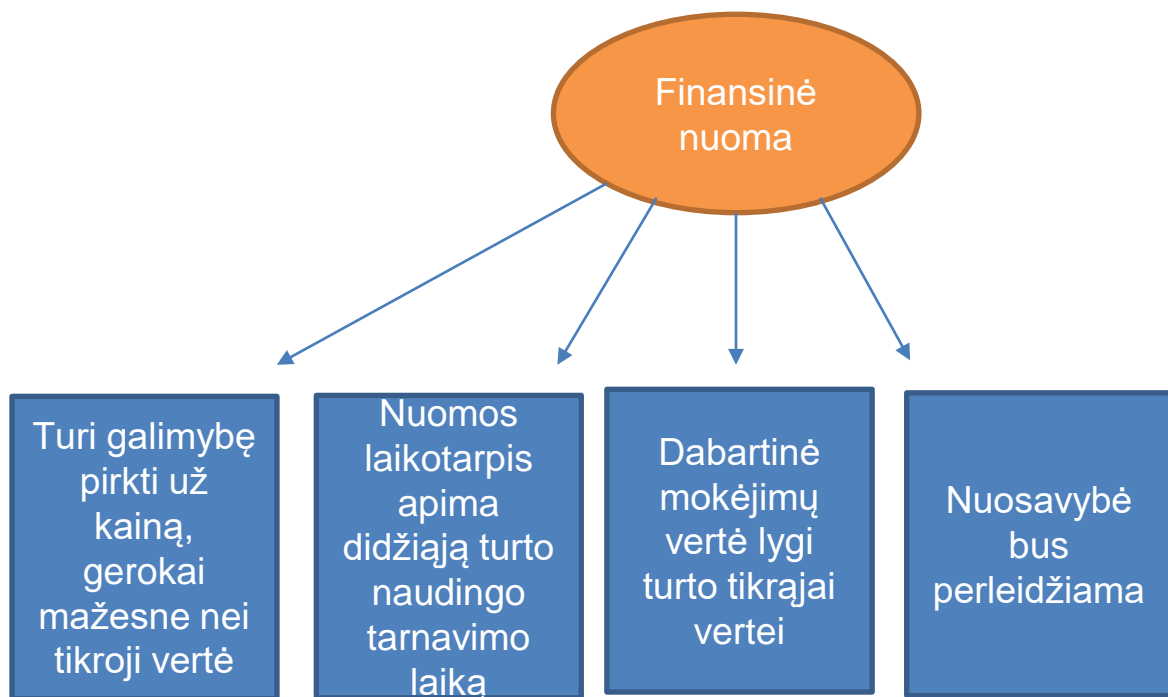 Finansinė
nuoma
Turi galimybę
pirkti už
kainą,
gerokai
mažesne nei
tikroji vertė
Nuomos
laikotarpis
apima
didžiąją turto
naudingo
tarnavimo
laiką
Dabartinė
mokėjimų
vertė lygi
turto tikrąjai
vertei
Nuosavybė
bus
perleidžiama